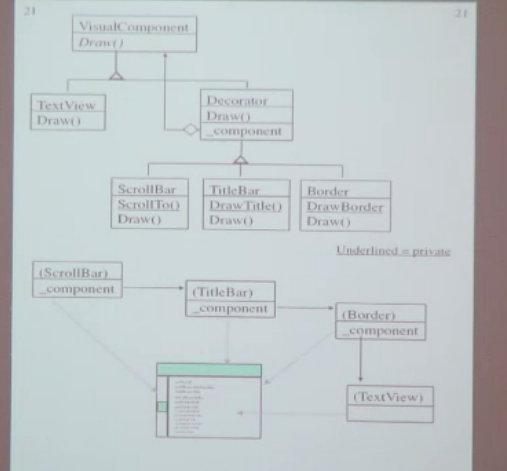 21
21
VisualComponent
Draw()
TextView
Draw()
Decorator
Draw()
_component
ScrollBar
ScrollTo()
Draw()
TitleBar
DrawTitle()
Draw()
Border
DrawBorder
Draw()
Underlined = private
(ScrollBar)
_component
(TitleBar)
_component
(Border)
_component
(TextView)